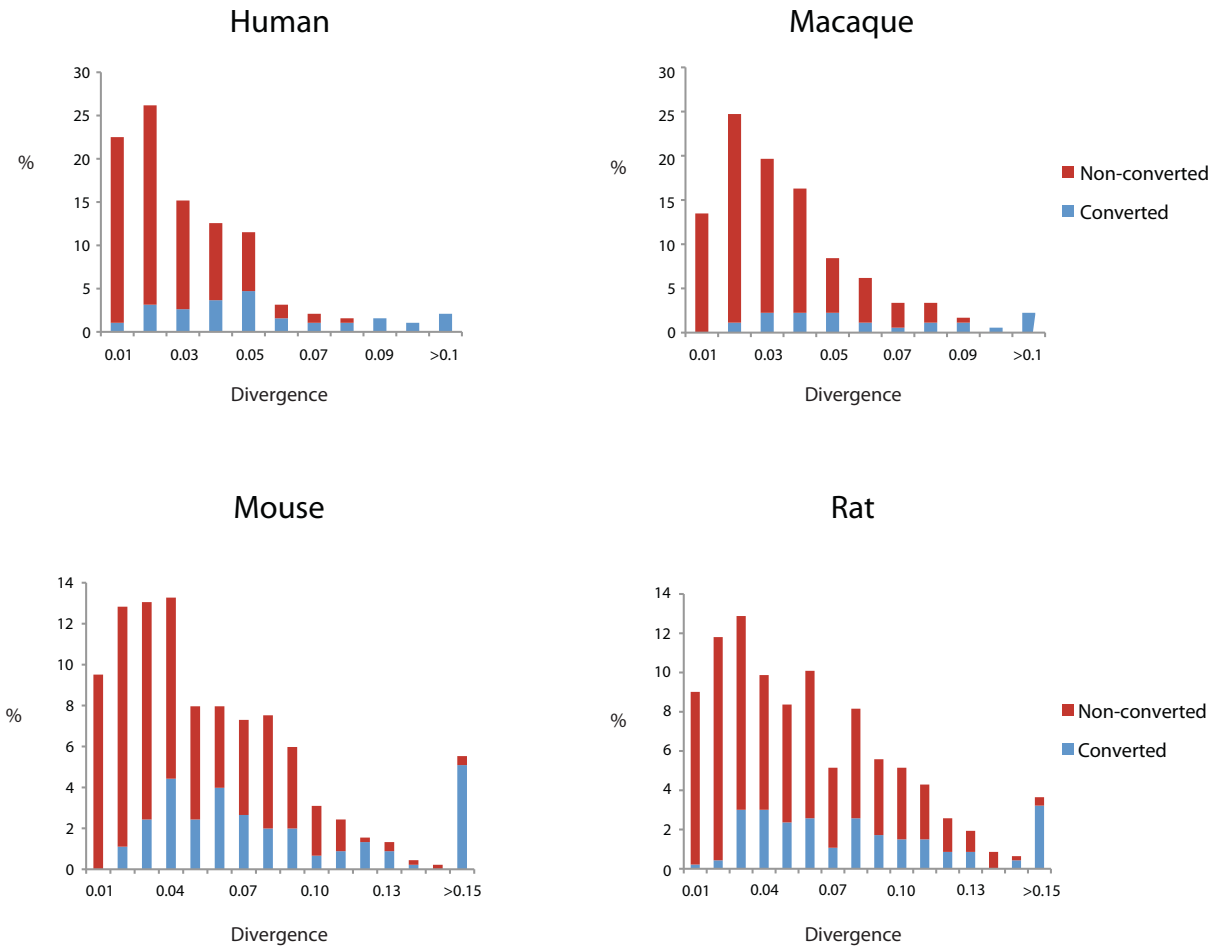 Human
30
25
20
15
10
5
0
%
0.01 0.03 0.05 0.07 0.09 >0.1
Divergence
Macaque
30
25
20
15
10
5
0
%
0.01 0.03 0.05 0.07 0.09 >0.1
Divergence
Non-converted
Converted
Mouse
14
12
10
8
6
4
2
0
%
0.01 0.04 0.07 0.10 0.13 >0.15
Divergence
Rat
14
12
10
8
6
4
2
0
%
0.01 0.04 0.07 0.10 0.13 >0.15
Divergence
Non-converted
Converted